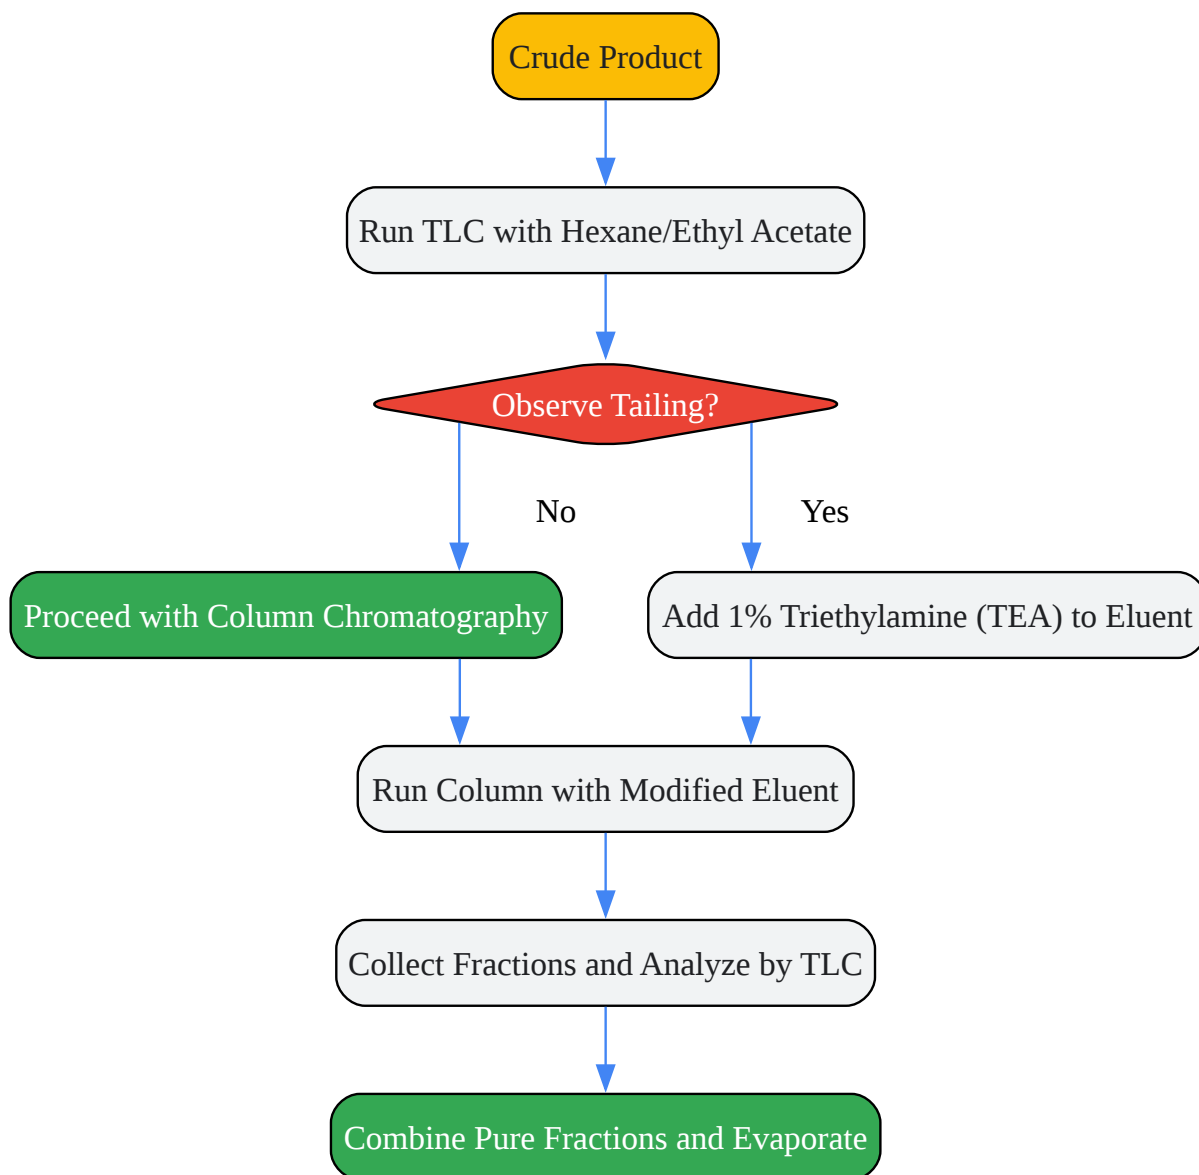 Crude Product
Run TLC with Hexane/Ethyl Acetate
Observe Tailing?
No
Yes
Proceed with Column Chromatography
Add 1% Triethylamine (TEA) to Eluent
Run Column with Modified Eluent
Collect Fractions and Analyze by TLC
Combine Pure Fractions and Evaporate